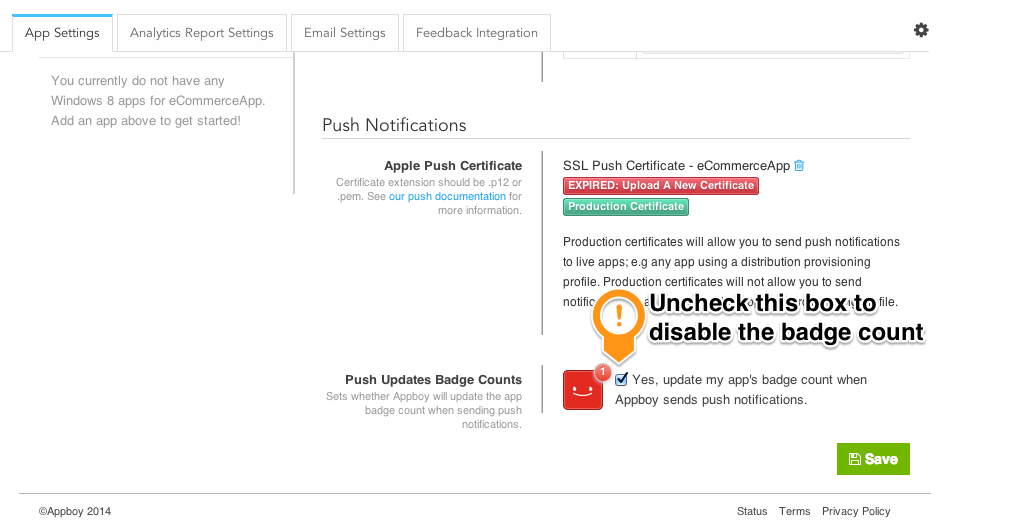 App Settings
Analytics Report Settings
Email Settings
Feedback Integration
You currently do not have any
Windows 8 apps for eCommerceApp.
Add an app above to get started!
Push Notifications
Apple Push Certificate
Certificate extension should be .p12 or
.pem. See our push documentation for
more information.
SSL Push Certificate - eCommerceApp
EXPIRED: Upload A New Certificate
Production Certificate
Production certificates will allow you to send push notifications
to live apps; e.g any app using a distribution provisioning
profile. Production certificates will not allow you to send
Uncheck this box to
disable the badge count
Push Updates Badge Counts
Sets whether Appboy will update the app
badge count when sending push
notifications.
1
Yes, update my app's badge count when
Appboy sends push notifications.
Save
©Appboy 2014
Status Terms Privacy Policy